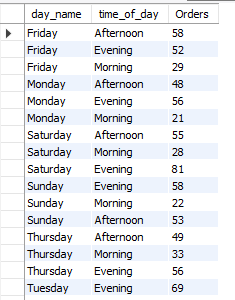 day_name time_of_day Orders
Friday Afternoon 58
Friday Evening 52
Friday Morning 29
Monday Afternoon 48
Monday Evening 56
Monday Morning 21
Saturday Afternoon 55
Saturday Morning 28
Saturday Evening 81
Sunday Evening 58
Sunday Morning 22
Sunday Afternoon 53
Thursday Afternoon 49
Thursday Morning 33
Thursday Evening 56
Tuesday Evening 69